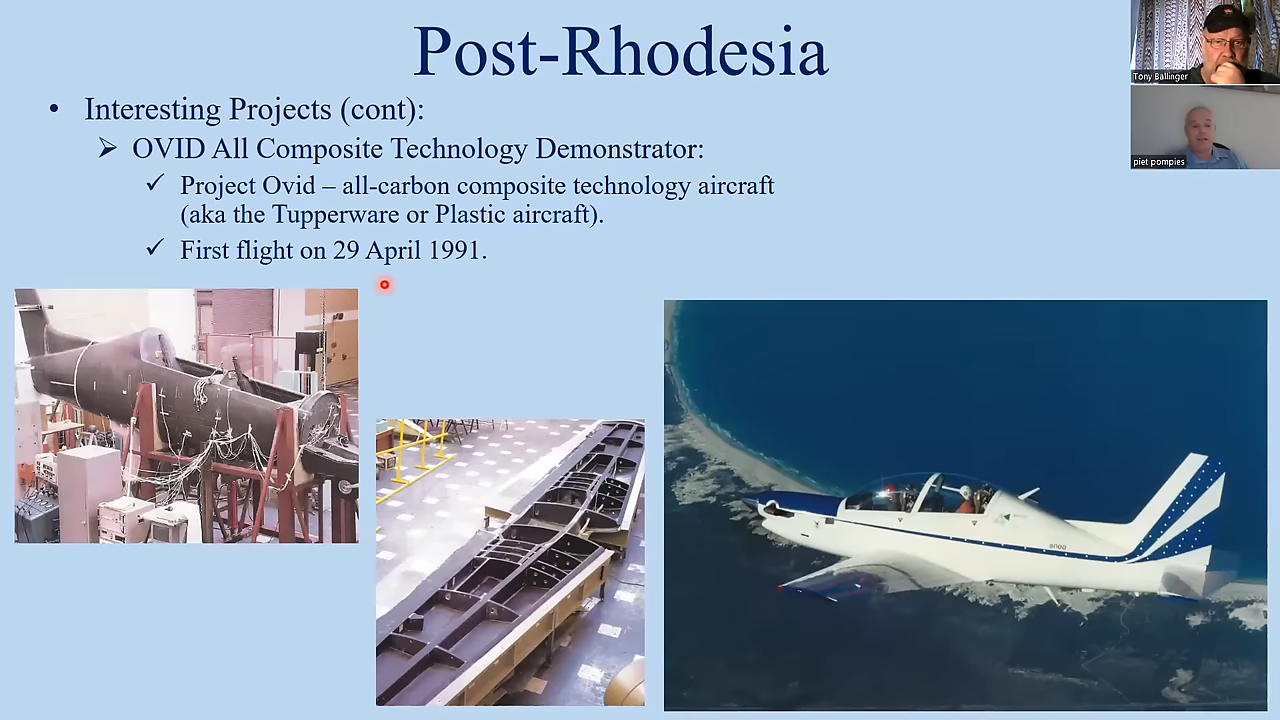 Post-Rhodesia
Tony Ballinger
piet pompies
• Interesting Projects (cont):
➢ OVID All Composite Technology Demonstrator:
✓ Project Ovid – all-carbon composite technology aircraft
(aka the Tupperware or Plastic aircraft).
✓ First flight on 29 April 1991.